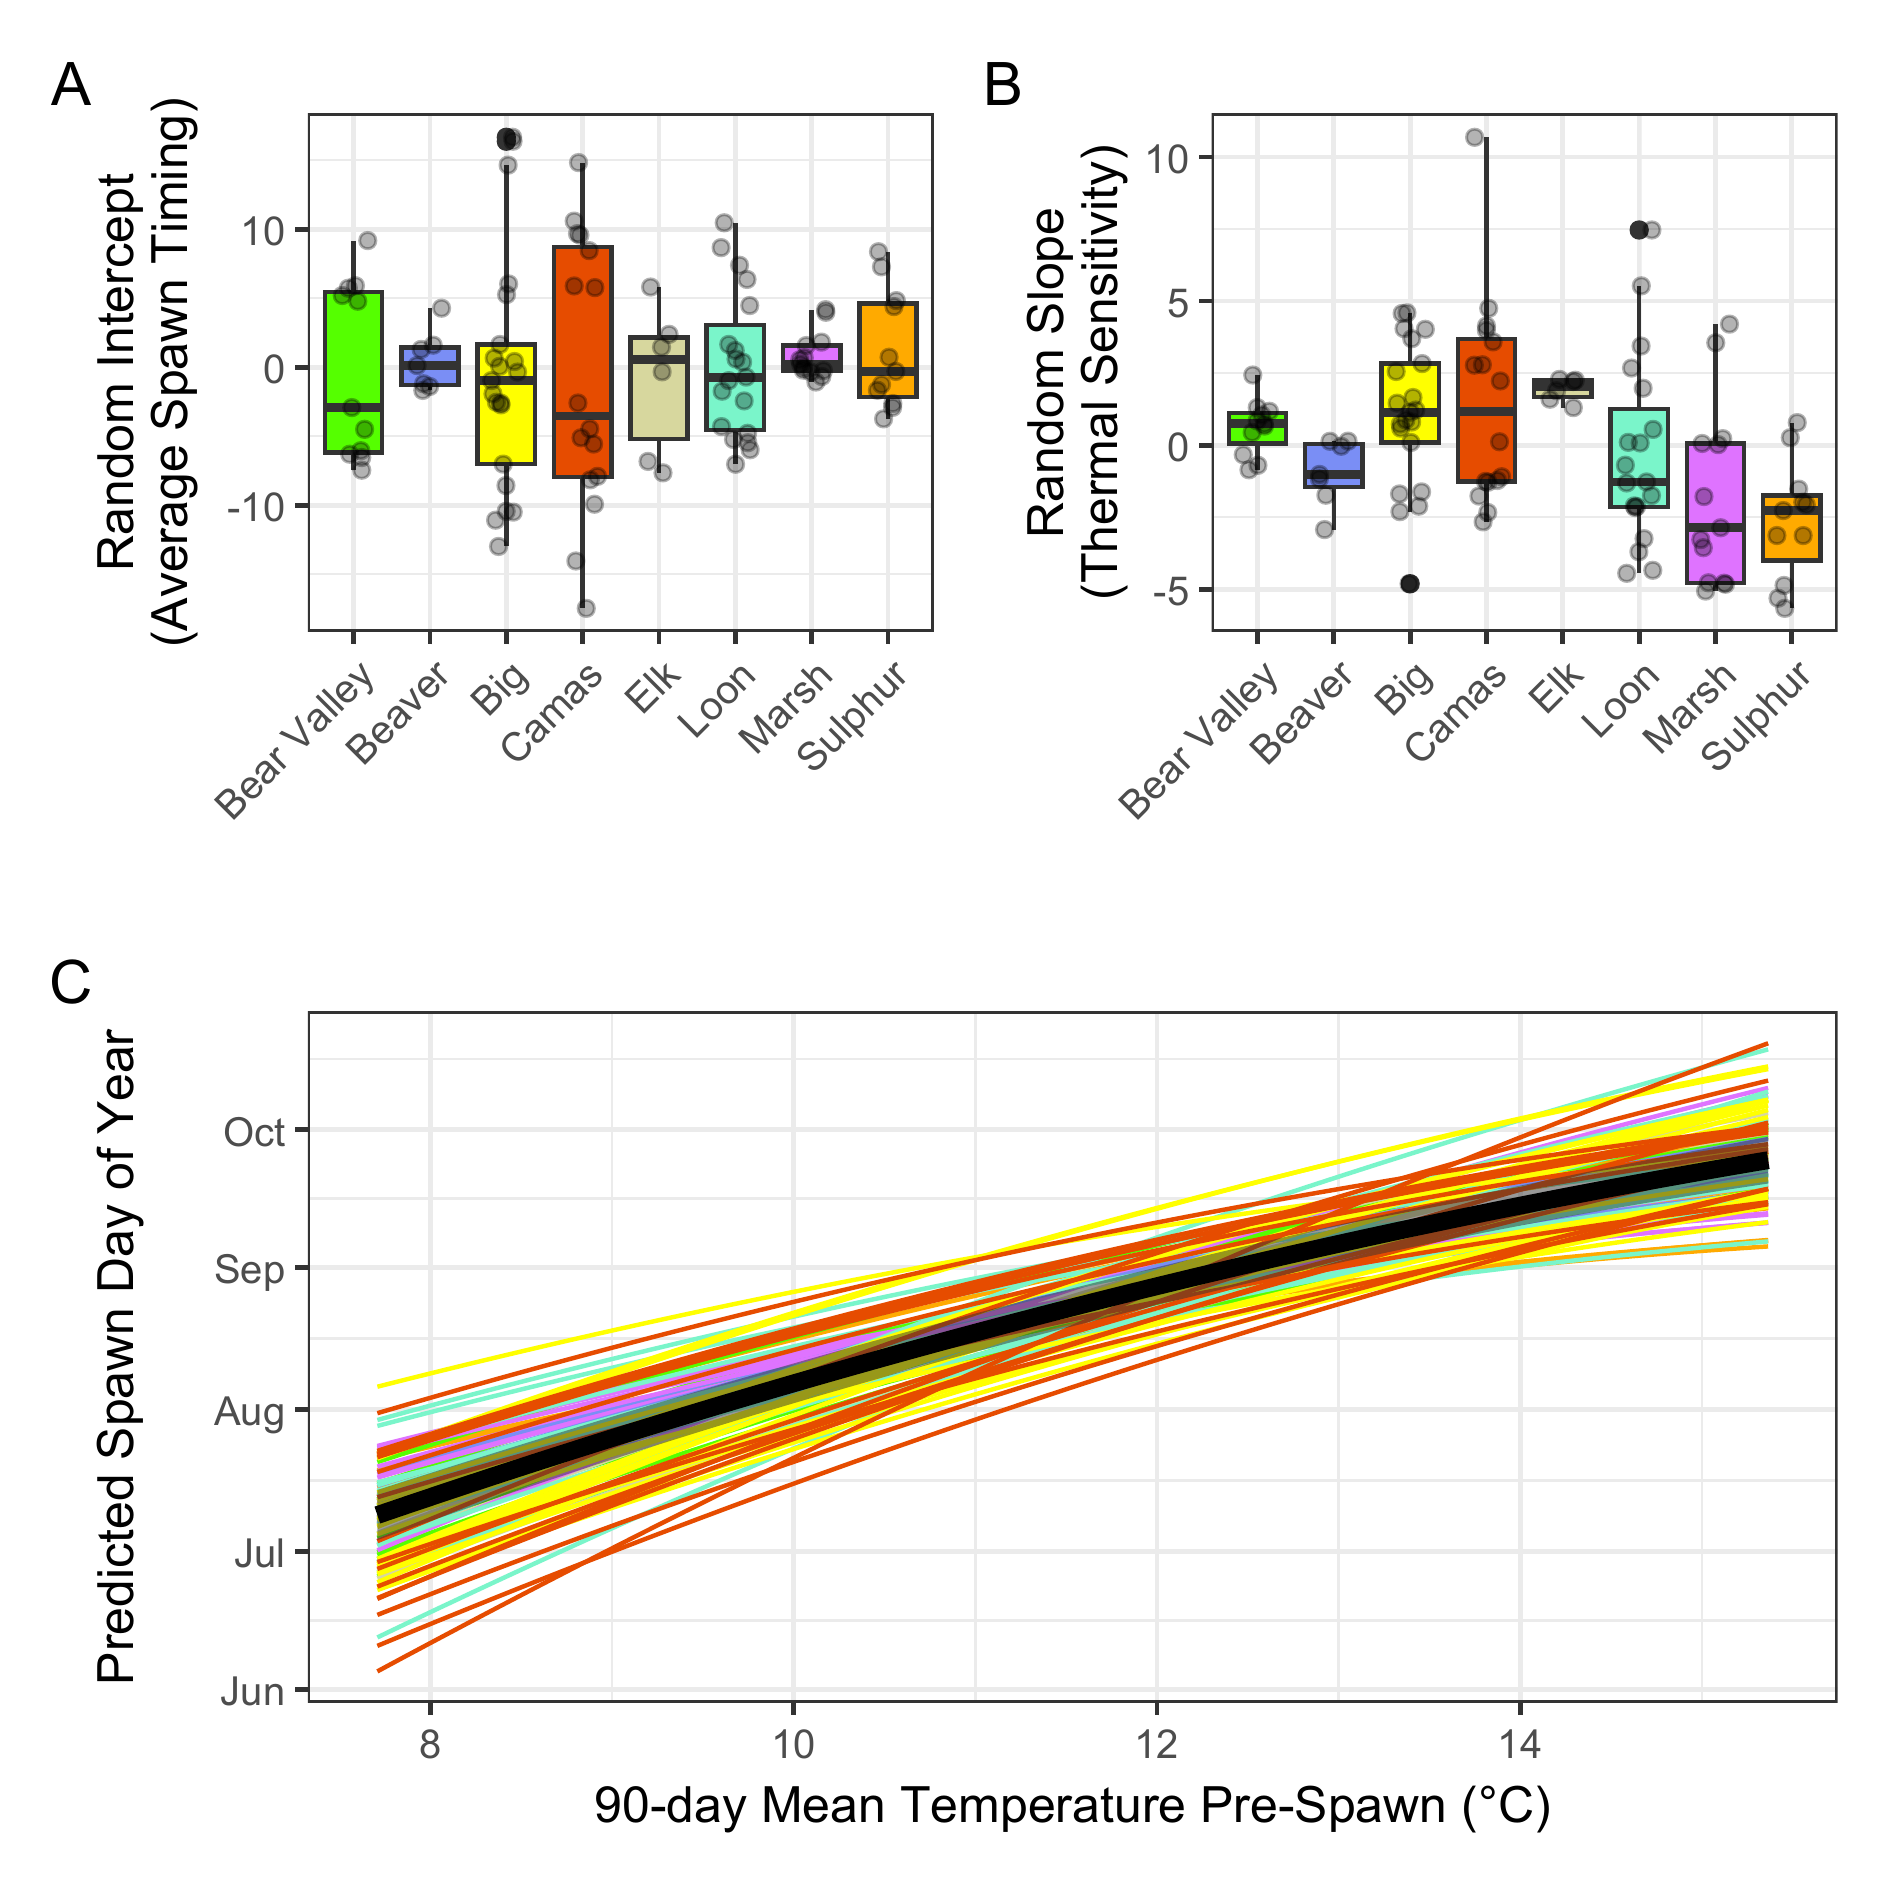 A
Random Intercept
(Average Spawn Timing)
10
0
-10
Bear Valley
Beaver
Big
Camas
Elk
Loon
Marsh
Sulphur
B
Random Slope
(Thermal Sensitivity)
10
5
0
-5
Bear Valley
Beaver
Big
Camas
Elk
Loon
Marsh
Sulphur
C
Predicted Spawn Day of Year
Oct
Sep
Aug
Jul
Jun
8
10
12
14
90-day Mean Temperature Pre-Spawn (°C)